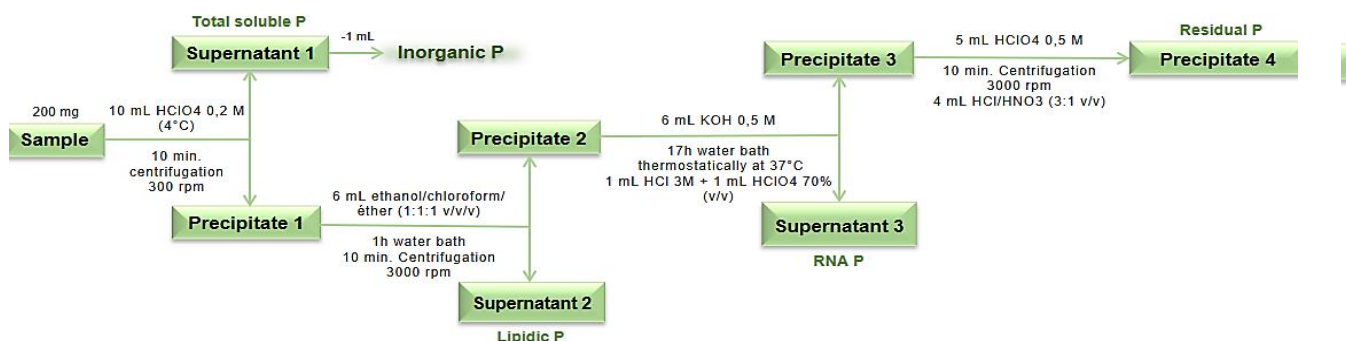 Total soluble P
Supernatant 1
-1 mL
Inorganic P
200 mg
Sample
10 mL HClO4 0,2 M
(4°C)
10 min.
centrifugation
300 rpm
Precipitate 1
6 mL ethanol/chloroform/
éther (1:1:1 v/v/v)
1h water bath
10 min. Centrifugation
3000 rpm
Precipitate 2
Supernatant 2
Lipidic P
6 mL KOH 0,5 M
17h water bath
thermostatically at 37°C
1 mL HCl 3M + 1 mL HClO4 70%
(v/v)
Precipitate 3
Supernatant 3
RNA P
5 mL HClO4 0,5 M
10 min. Centrifugation
3000 rpm
4 mL HCl/HNO3 (3:1 v/v)
Residual P
Precipitate 4